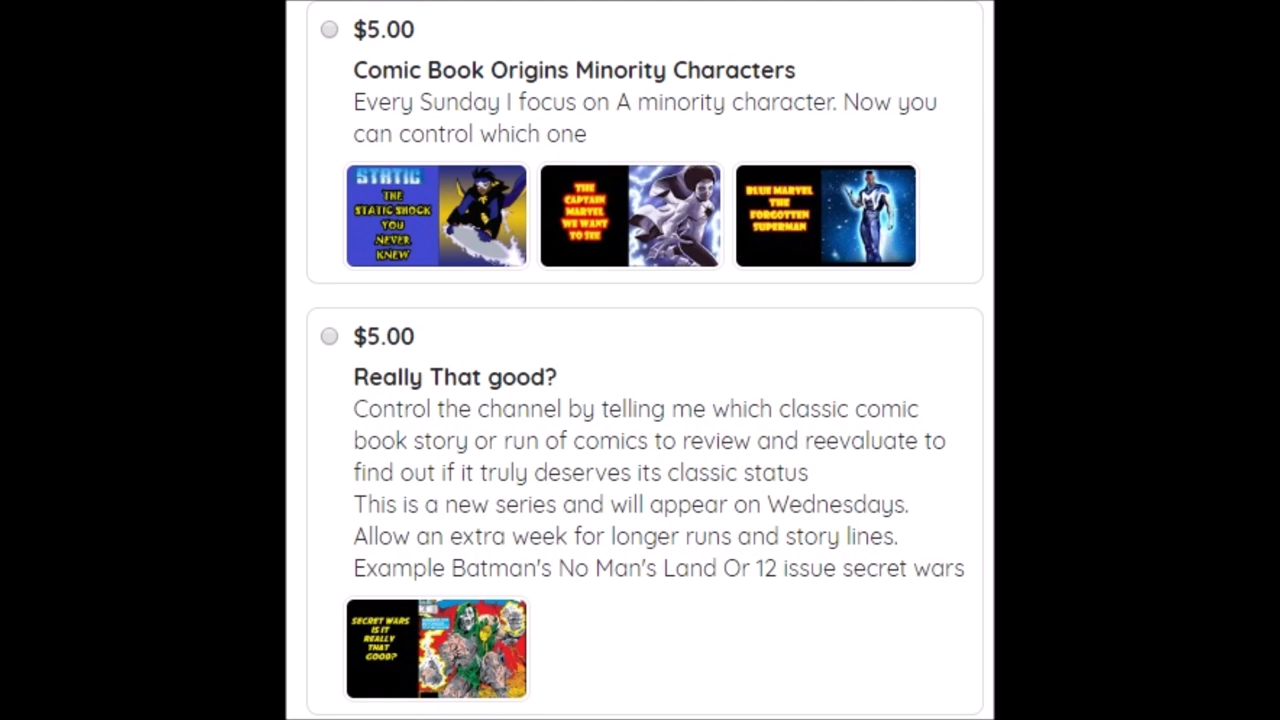 $5.00
Comic Book Origins Minority Characters
Every Sunday I focus on A minority character. Now you
can control which one
STATIC
THE
STATIC SHOCK
YOU
NEVER
KNEW
THE
CAPTAIN
MARVEL
WE WANT
TO SEE
BLUE MARVEL
THE
FORGOTTEN
SUPERMAN
$5.00
Really That good?
Control the channel by telling me which classic comic
book story or run of comics to review and reevaluate to
find out if it truly deserves its classic status
This is a new series and will appear on Wednesdays.
Allow an extra week for longer runs and story lines.
Example Batman's No Man's Land Or 12 issue secret wars
SECRET WARS
IS IT
REALLY
THAT
GOOD?